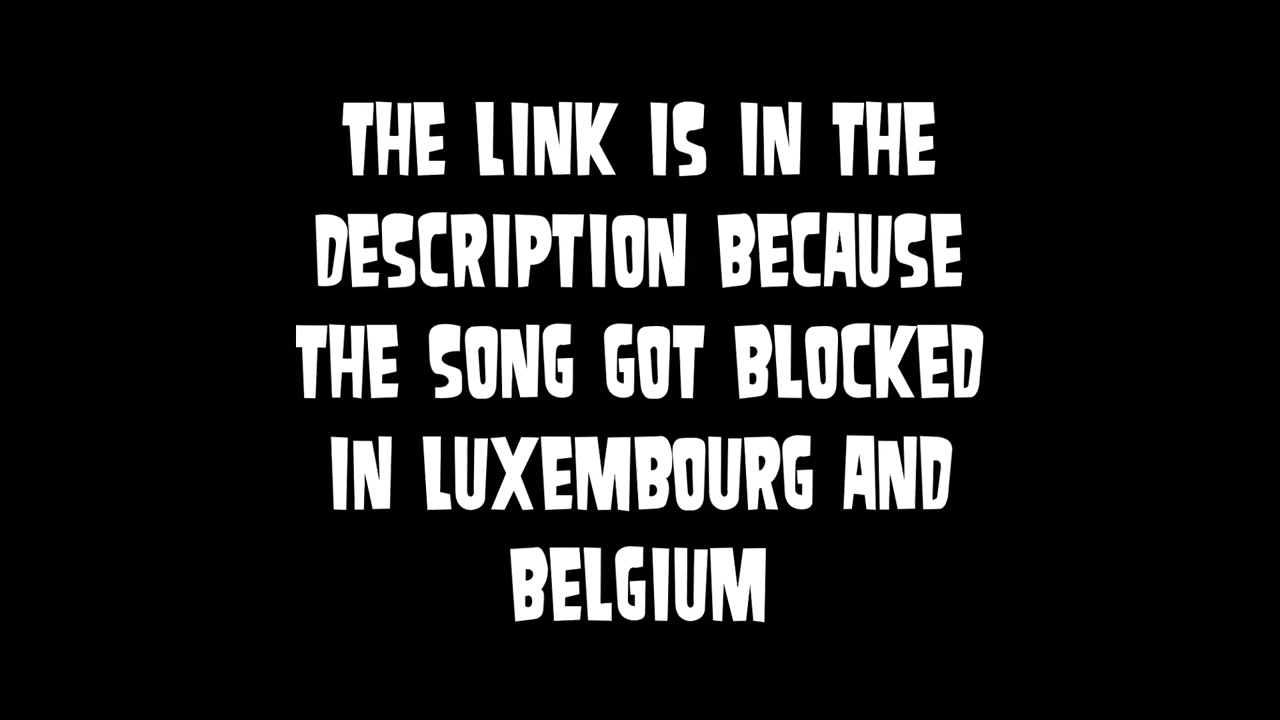 THE LINK IS IN THE
DESCRIPTION BECAUSE
THE SONG GOT BLOCKED
IN LUXEMBOURG AND
BELGIUM